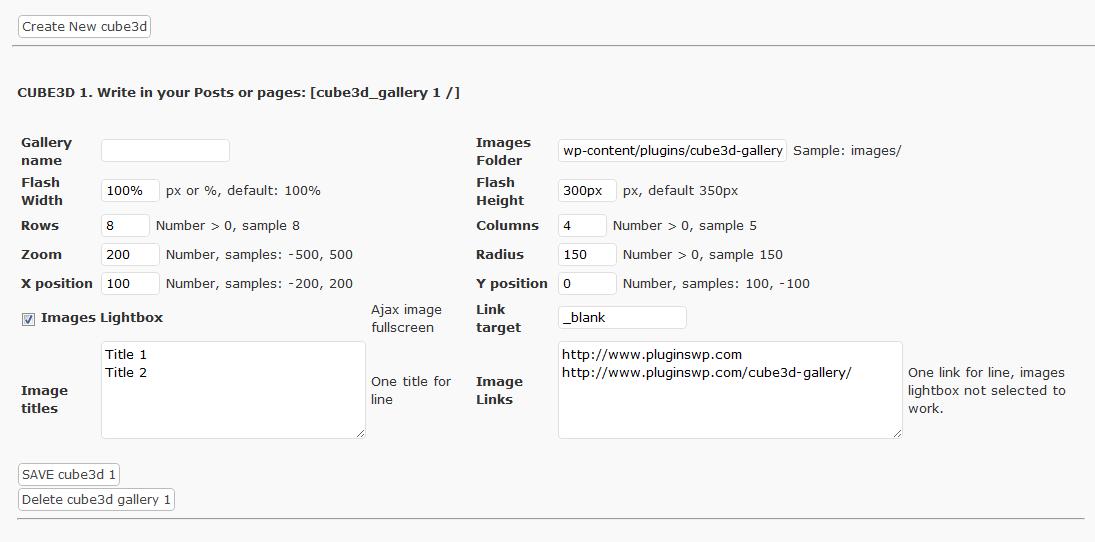 Create New cube3d
CUBE3D 1. Write in your Posts or pages: [cube3d_gallery 1 /]
Gallery name
Images Folder wp-content/plugins/cube3d-gallery Sample: images/
Flash Width 100% px or %, default: 100%
Flash Height 300px px, default 350px
Rows 8 Number > 0, sample 8
Columns 4 Number > 0, sample 5
Zoom 200 Number, samples: -500, 500
Radius 150 Number > 0, sample 150
X position 100 Number, samples: -200, 200
Y position 0 Number, samples: 100, -100
Images Lightbox
Ajax image
fullscreen
Link target _blank
Image titles
Title 1
Title 2
One title for
line
Image Links
http://www.pluginswp.com
http://www.pluginswp.com/cube3d-gallery/
One link for line, images
lightbox not selected to
work.
SAVE cube3d 1
Delete cube3d gallery 1